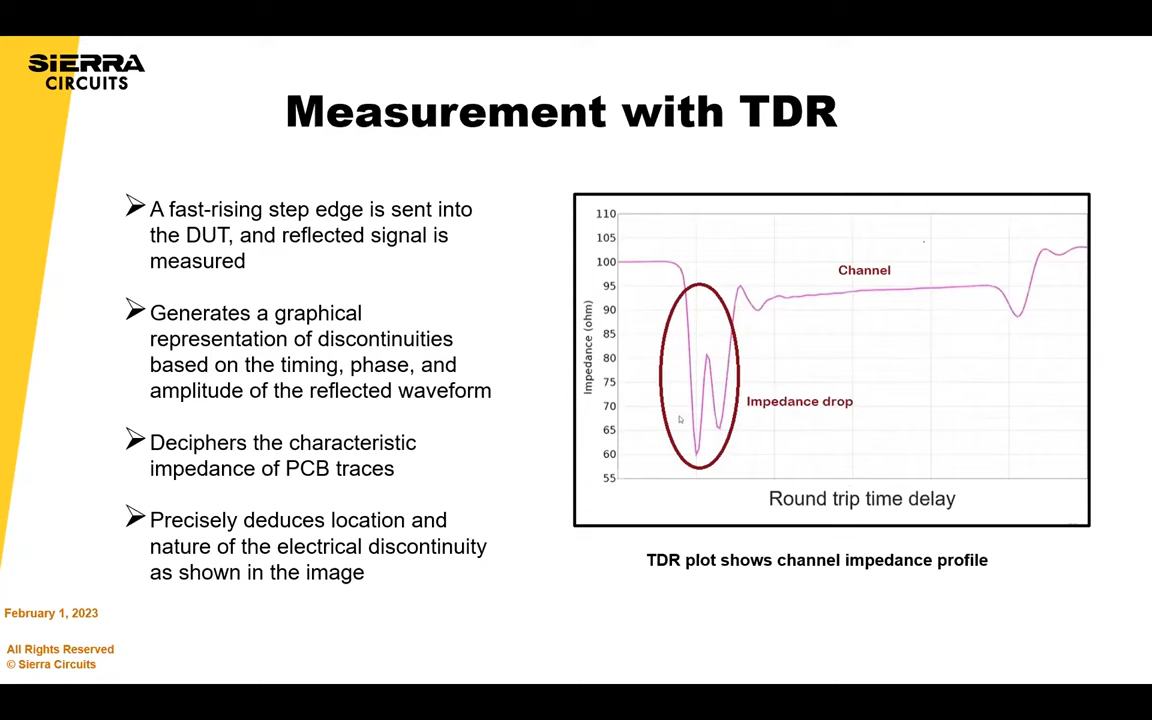 SIERRA
CIRCUITS
Measurement with TDR
A fast-rising step edge is sent into
the DUT, and reflected signal is
measured
Generates a graphical
representation of discontinuities
based on the timing, phase, and
amplitude of the reflected waveform
Deciphers the characteristic
impedance of PCB traces
Precisely deduces location and
nature of the electrical discontinuity
as shown in the image
110
105
100
95
90
85
80
75
70
65
60
55
Impedance (ohm)
Channel
Impedance drop
Round trip time delay
TDR plot shows channel impedance profile
February 1, 2023
All Rights Reserved
© Sierra Circuits